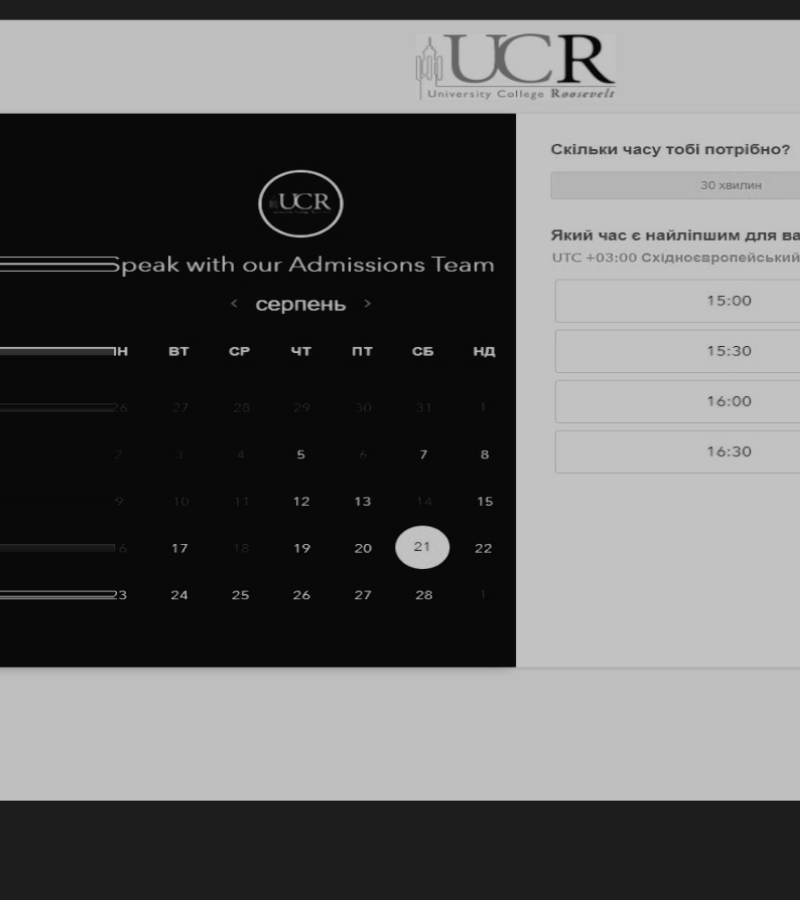 UCR
University College Roosevelt
UCR
Speak with our Admissions Team
< серпень >
ВТ СР ЧТ ПТ СБ НД
26 27 28 29 30 31 1
2 3 4 5 6 7 8
9 10 11 12 13 14 15
17 18 19 20 21 22
23 24 25 26 27 28 1
Скільки часу тобі потрібно?
30 хвилин
Який час є найліпшим для
UTC +03:00 Східноєвропейський
15:00
15:30
16:00
16:30